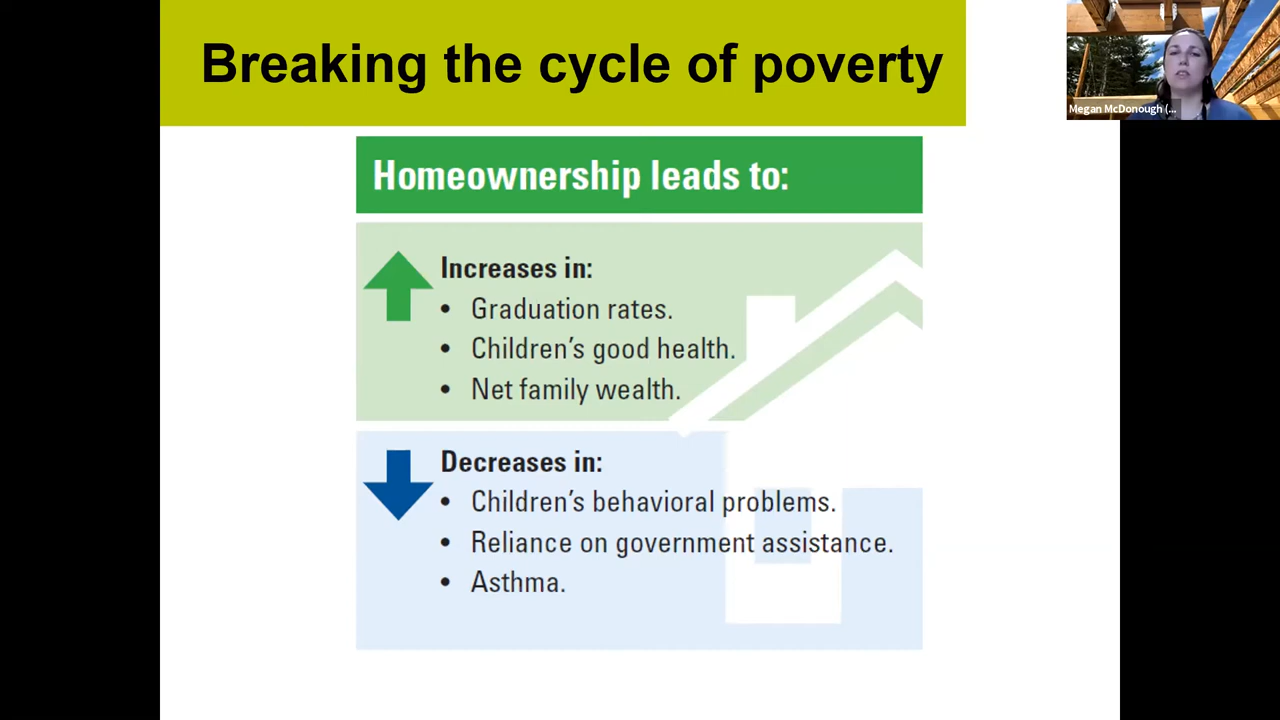 Breaking the cycle of poverty
Megan McDonough (...
Homeownership leads to:
Increases in:
• Graduation rates.
• Children’s good health.
• Net family wealth.
Decreases in:
• Children’s behavioral problems.
• Reliance on government assistance.
• Asthma.